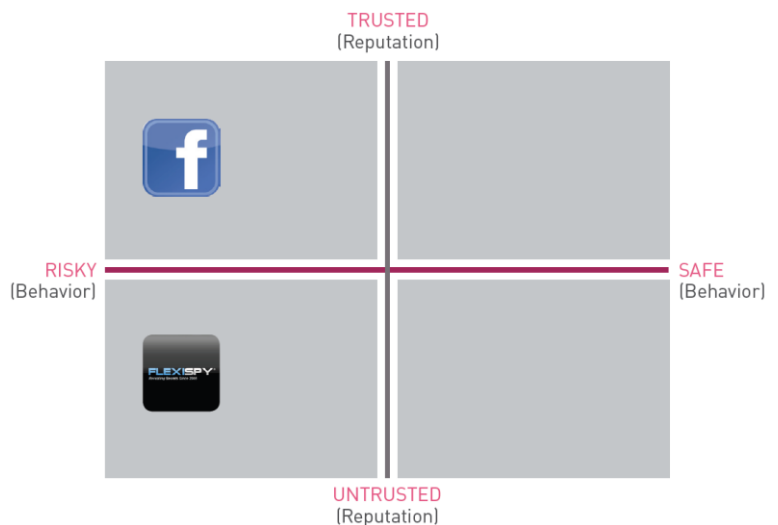 TRUSTED
(Reputation)
f
RISKY
(Behavior)
SAFE
(Behavior)
FLEXISPY
UNTRUSTED
(Reputation)